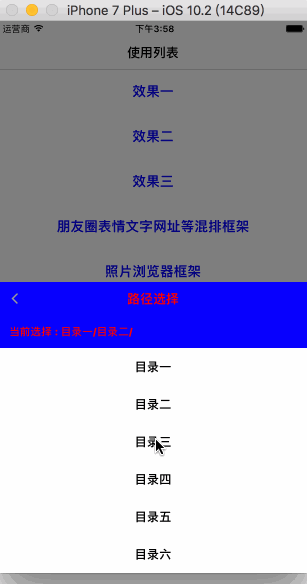 iPhone 7 Plus – iOS 10.2 (14C89)
运营商 下午3:58
使用列表
效果一
效果二
效果三
朋友圈表情文字网址等混排框架
照片浏览器框架
路径选择
当前选择 : 目录一/目录二/
目录一
目录二
目录三
目录四
目录五
目录六